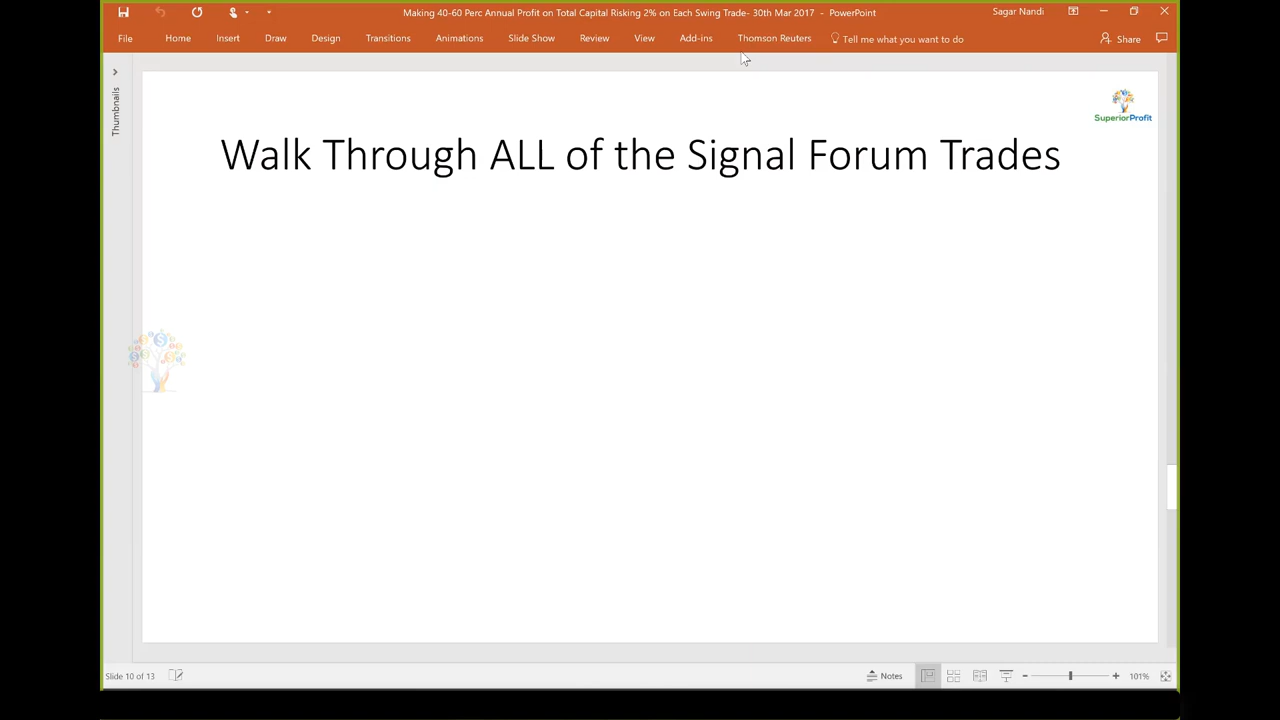 Making 40-60 Perc Annual Profit on Total Capital Risking 2% on Each Swing Trade- 30th Mar 2017 - PowerPoint
Sagar Nandi
File Home Insert Draw Design Transitions Animations Slide Show Review View Add-ins Thomson Reuters Tell me what you want to do Share
Thumbnails
SuperiorProfit
Walk Through ALL of the Signal Forum Trades
Slide 10 of 13
Notes
101%